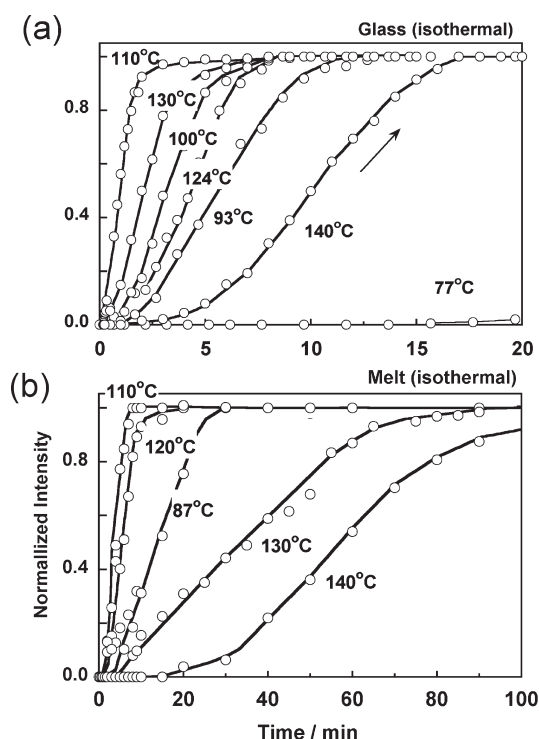 (a)
Glass (isothermal)
110°C
130°C
100°C
124°C
93°C
140°C
77°C
0.8
0.4
0.0
0 5 10 15 20
(b)
Melt (isothermal)
110°C
120°C
87°C
130°C
140°C
0.8
0.4
0.0
0 20 40 60 80 100
Normallized Intensity
Time / min